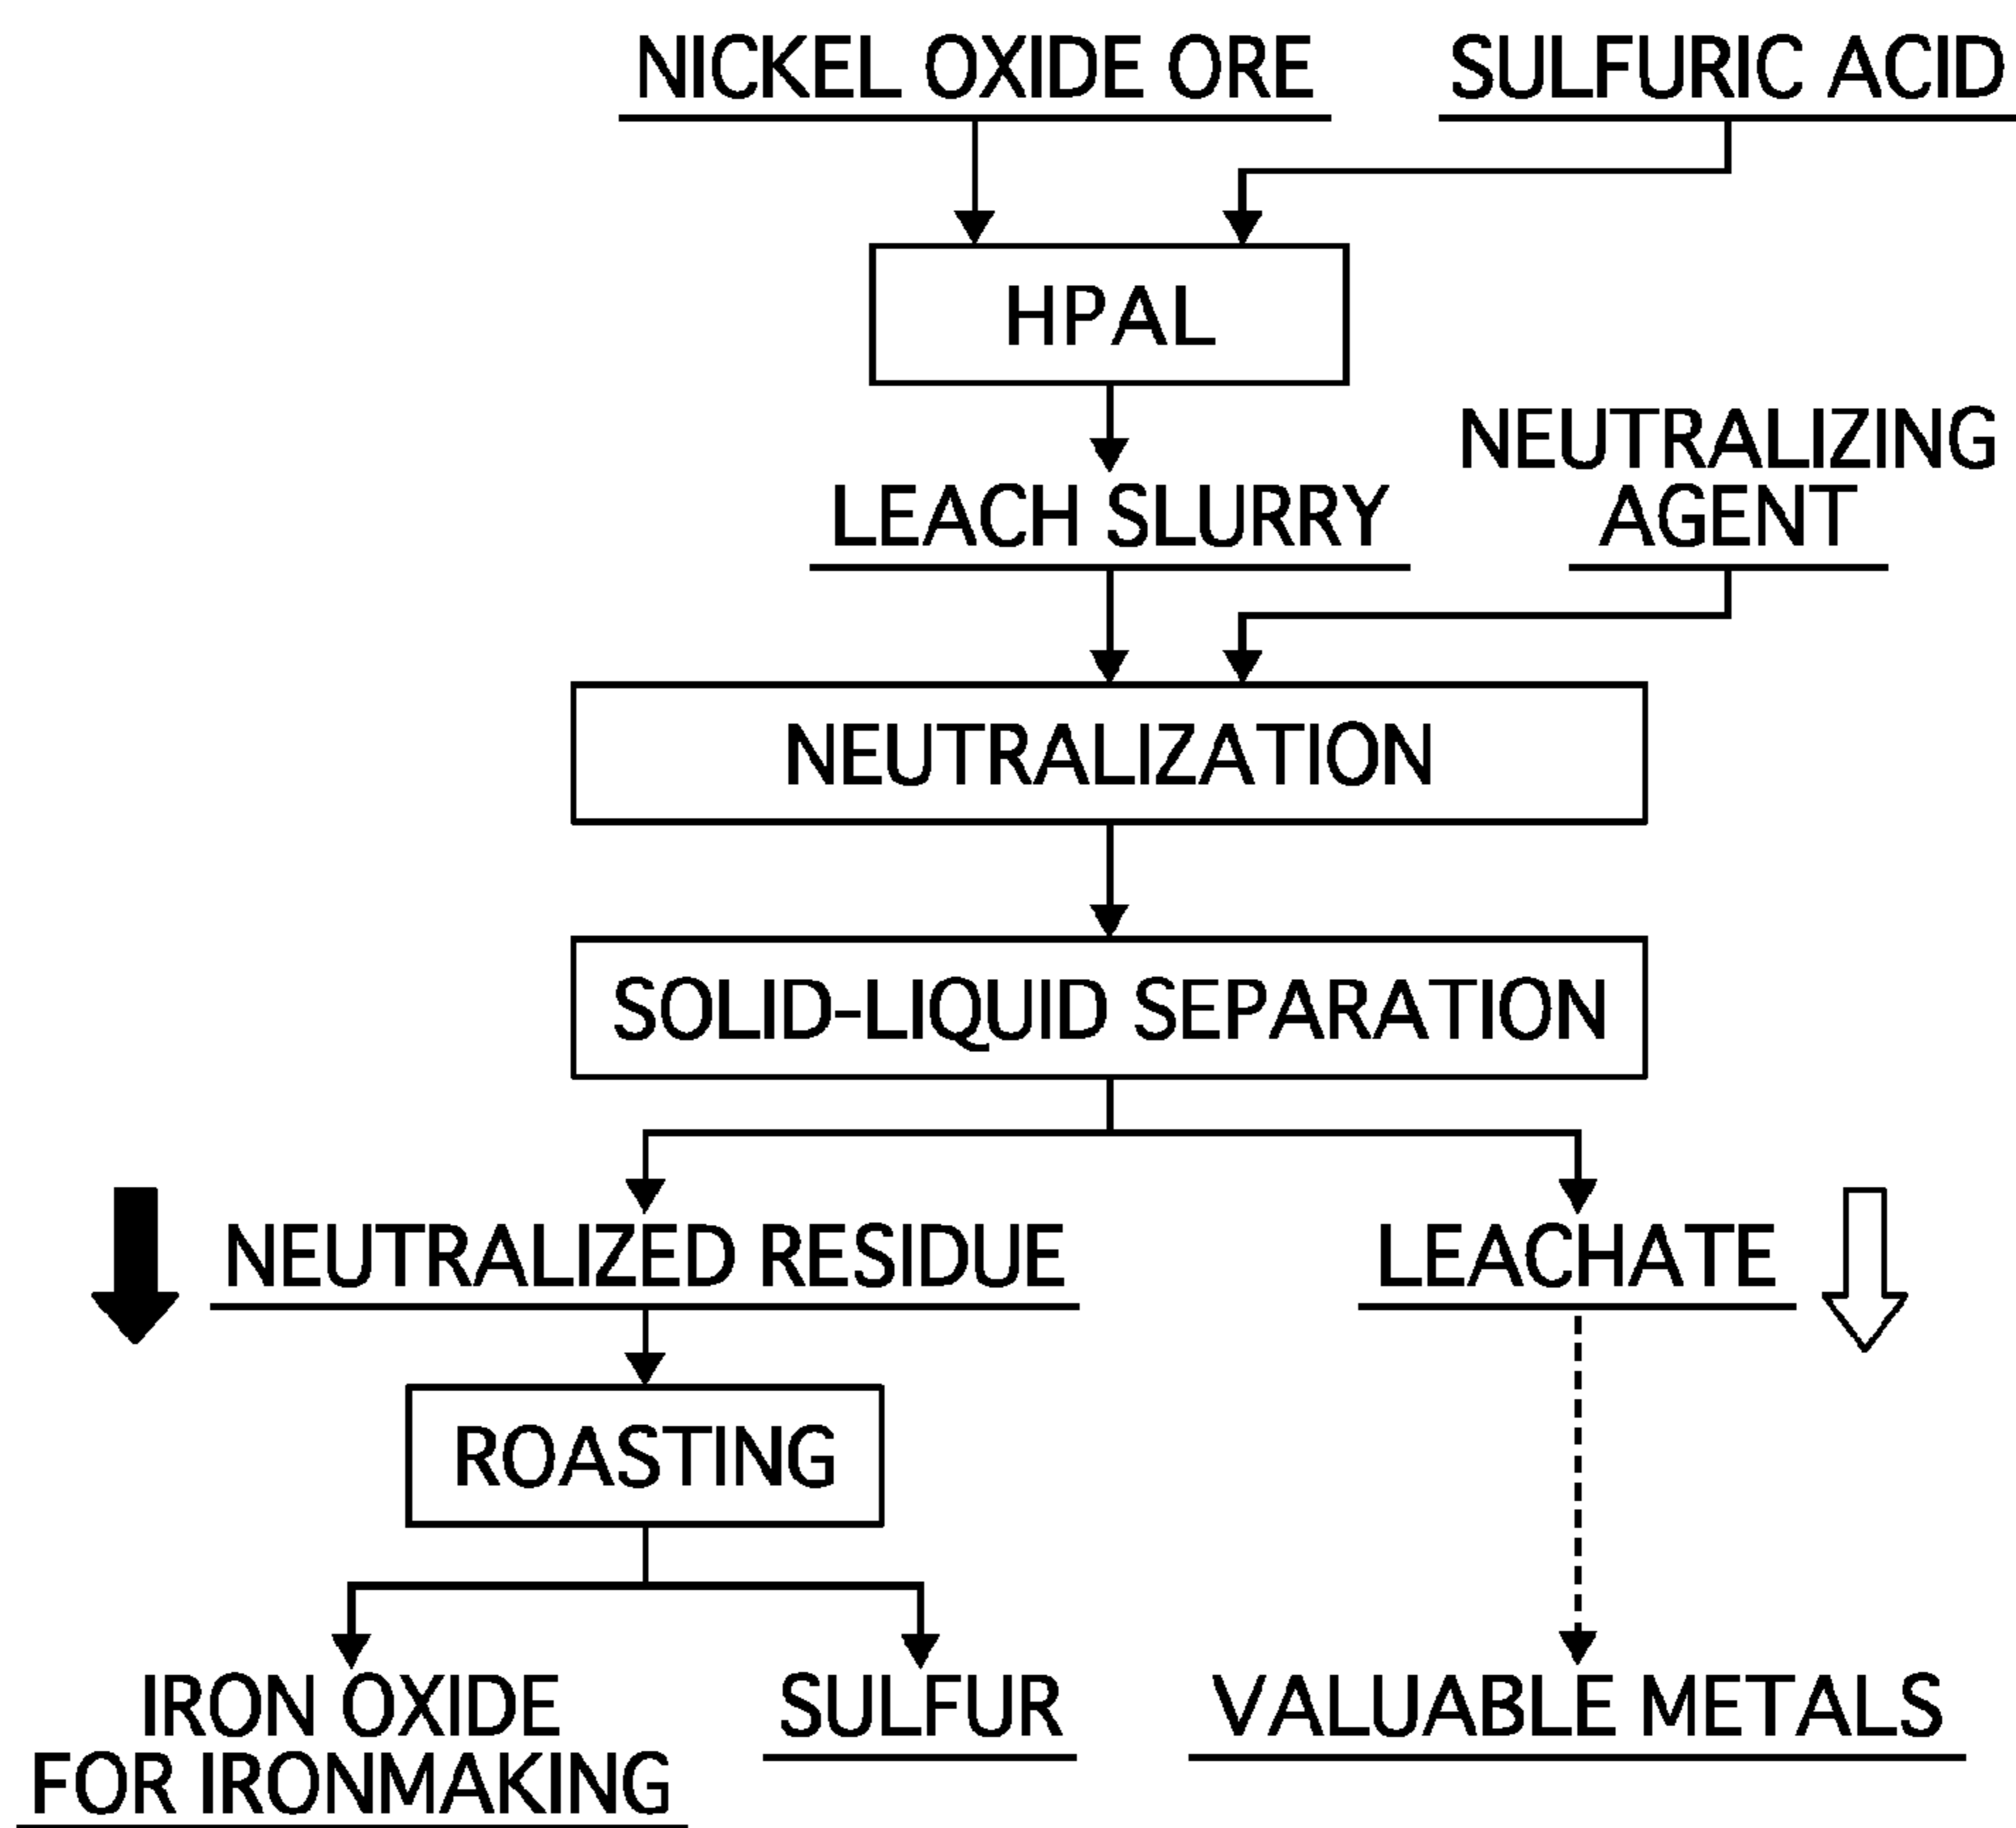 NICKEL OXIDE ORE
SULFURIC ACID
HPAL
LEACH SLURRY
NEUTRALIZING
AGENT
NEUTRALIZATION
SOLID-LIQUID SEPARATION
NEUTRALIZED RESIDUE
LEACHATE
ROASTING
IRON OXIDE
FOR IRONMAKING
SULFUR
VALUABLE METALS